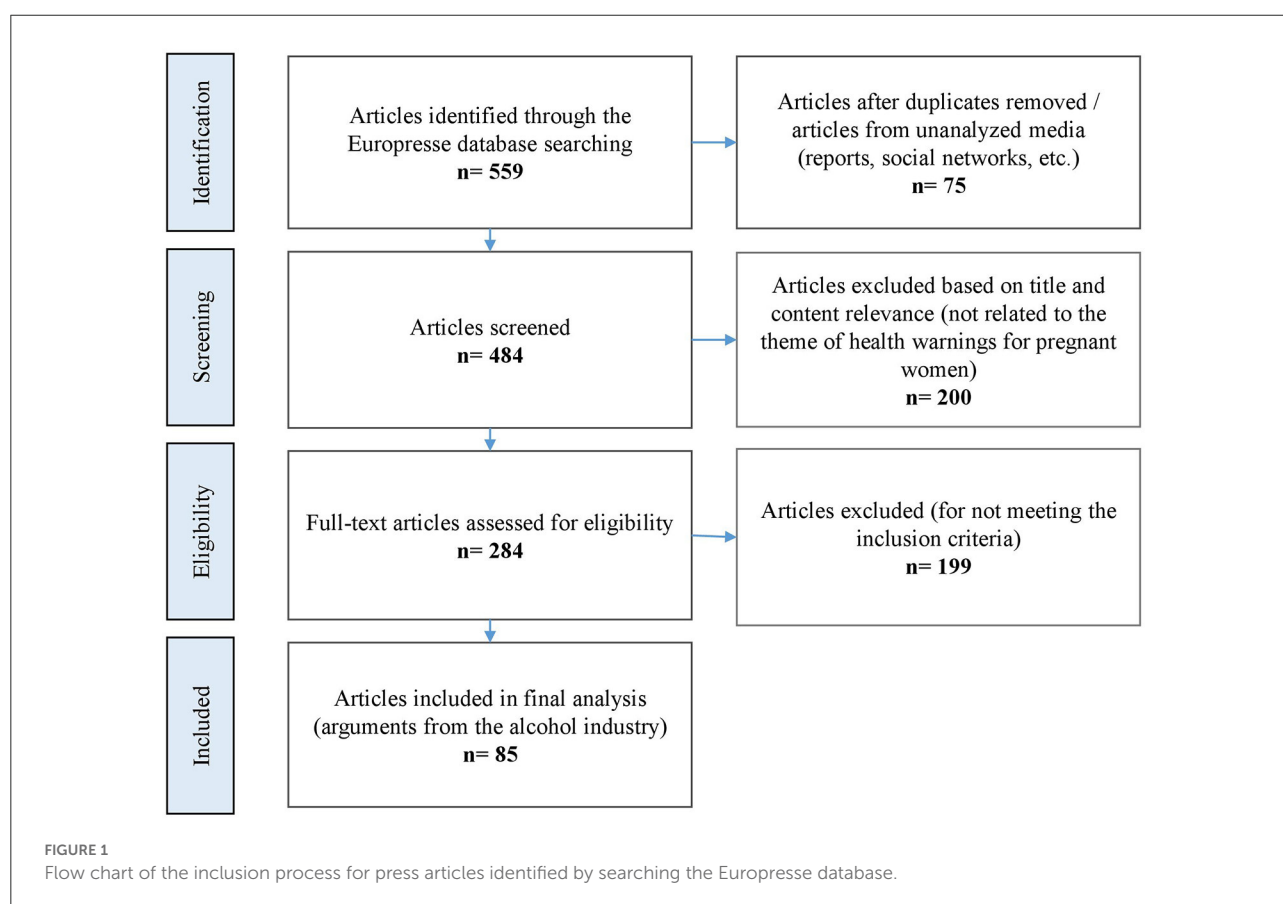 Identification
Articles identified through the
Europresse database searching
n= 559
Articles after duplicates removed /
articles from unanalyzed media
(reports, social networks, etc.)
n= 75
Screening
Articles screened
n= 484
Articles excluded based on title and
content relevance (not related to the
theme of health warnings for pregnant
women)
n= 200
Eligibility
Full-text articles assessed for eligibility
n= 284
Articles excluded (for not meeting the
inclusion criteria)
n= 199
Included
Articles included in final analysis
(arguments from the alcohol industry)
n= 85
FIGURE 1
Flow chart of the inclusion process for press articles identified by searching the Europresse database.